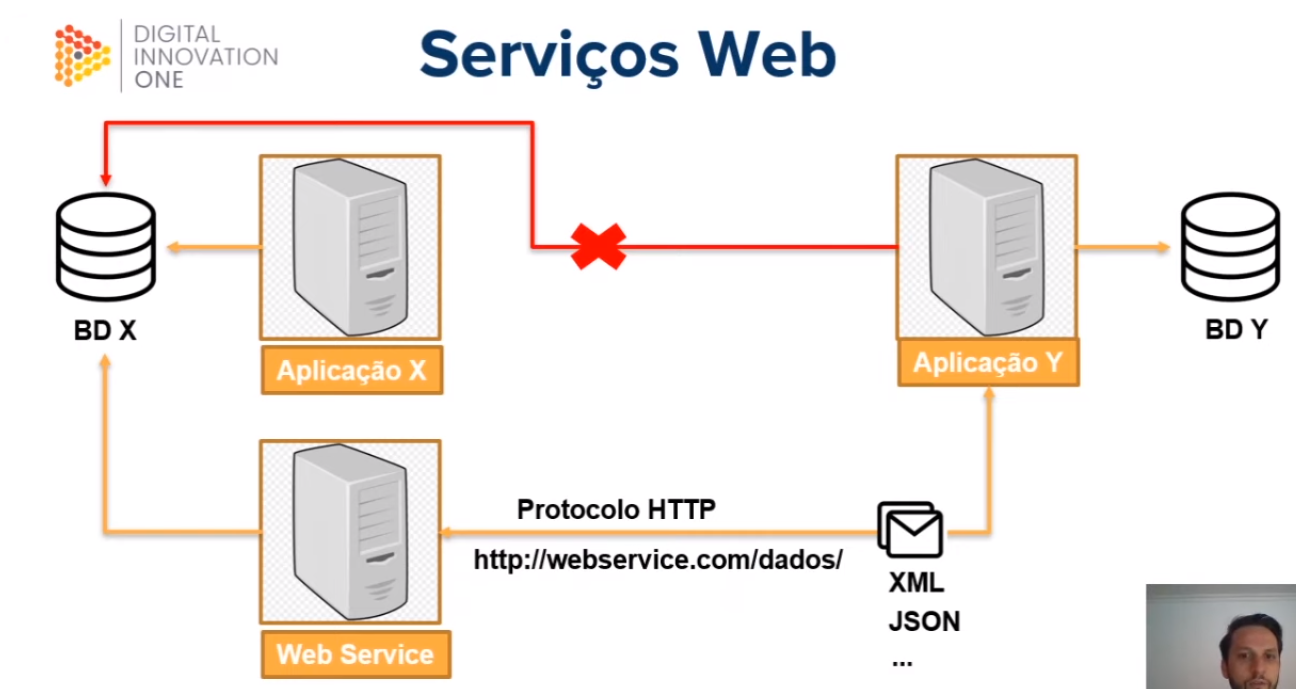 DIGITAL
INNOVATION
ONE
Serviços Web
BD X
Aplicação X
Aplicação Y
BD Y
Protocolo HTTP
http://webservice.com/dados/
XML
JSON
...
Web Service